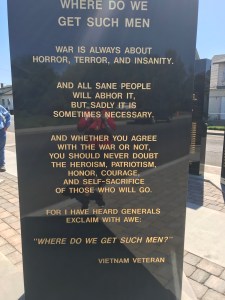 WHERE DO WE
GET SUCH MEN
WAR IS ALWAYS ABOUT
HORROR, TERROR, AND INSANITY.
AND ALL SANE PEOPLE
WILL ABHOR IT,
BUT SADLY IT IS
SOMETIMES NECESSARY.
AND WHETHER YOU AGREE
WITH THE WAR OR NOT,
YOU SHOULD NEVER DOUBT
THE HEROISM, PATRIOTISM,
HONOR, COURAGE,
AND SELF-SACRIFICE
OF THOSE WHO WILL GO.
FOR I HAVE HEARD GENERALS
EXCLAIM WITH AWE:
"WHERE DO WE GET SUCH MEN?"
VIETNAM VETERAN